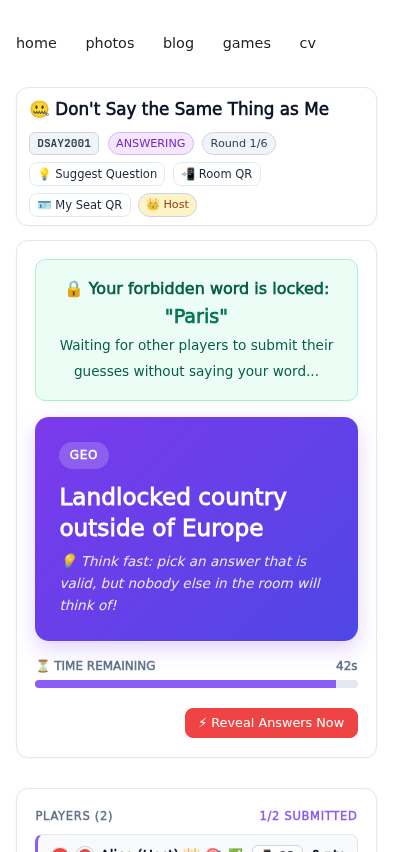 home photos blog games cv
🤐 Don't Say the Same Thing as Me
DSAY2001 ANSWERING Round 1/6
💡 Suggest Question 📲 Room QR
🪪 My Seat QR 👑 Host
🔒 Your forbidden word is locked:
"Paris"
Waiting for other players to submit their
guesses without saying your word...
GEO
Landlocked country
outside of Europe
💡 Think fast: pick an answer that is
valid, but nobody else in the room will
think of!
⏳ TIME REMAINING 42s
⚡ Reveal Answers Now
PLAYERS (2) 1/2 SUBMITTED
Alice (Host)